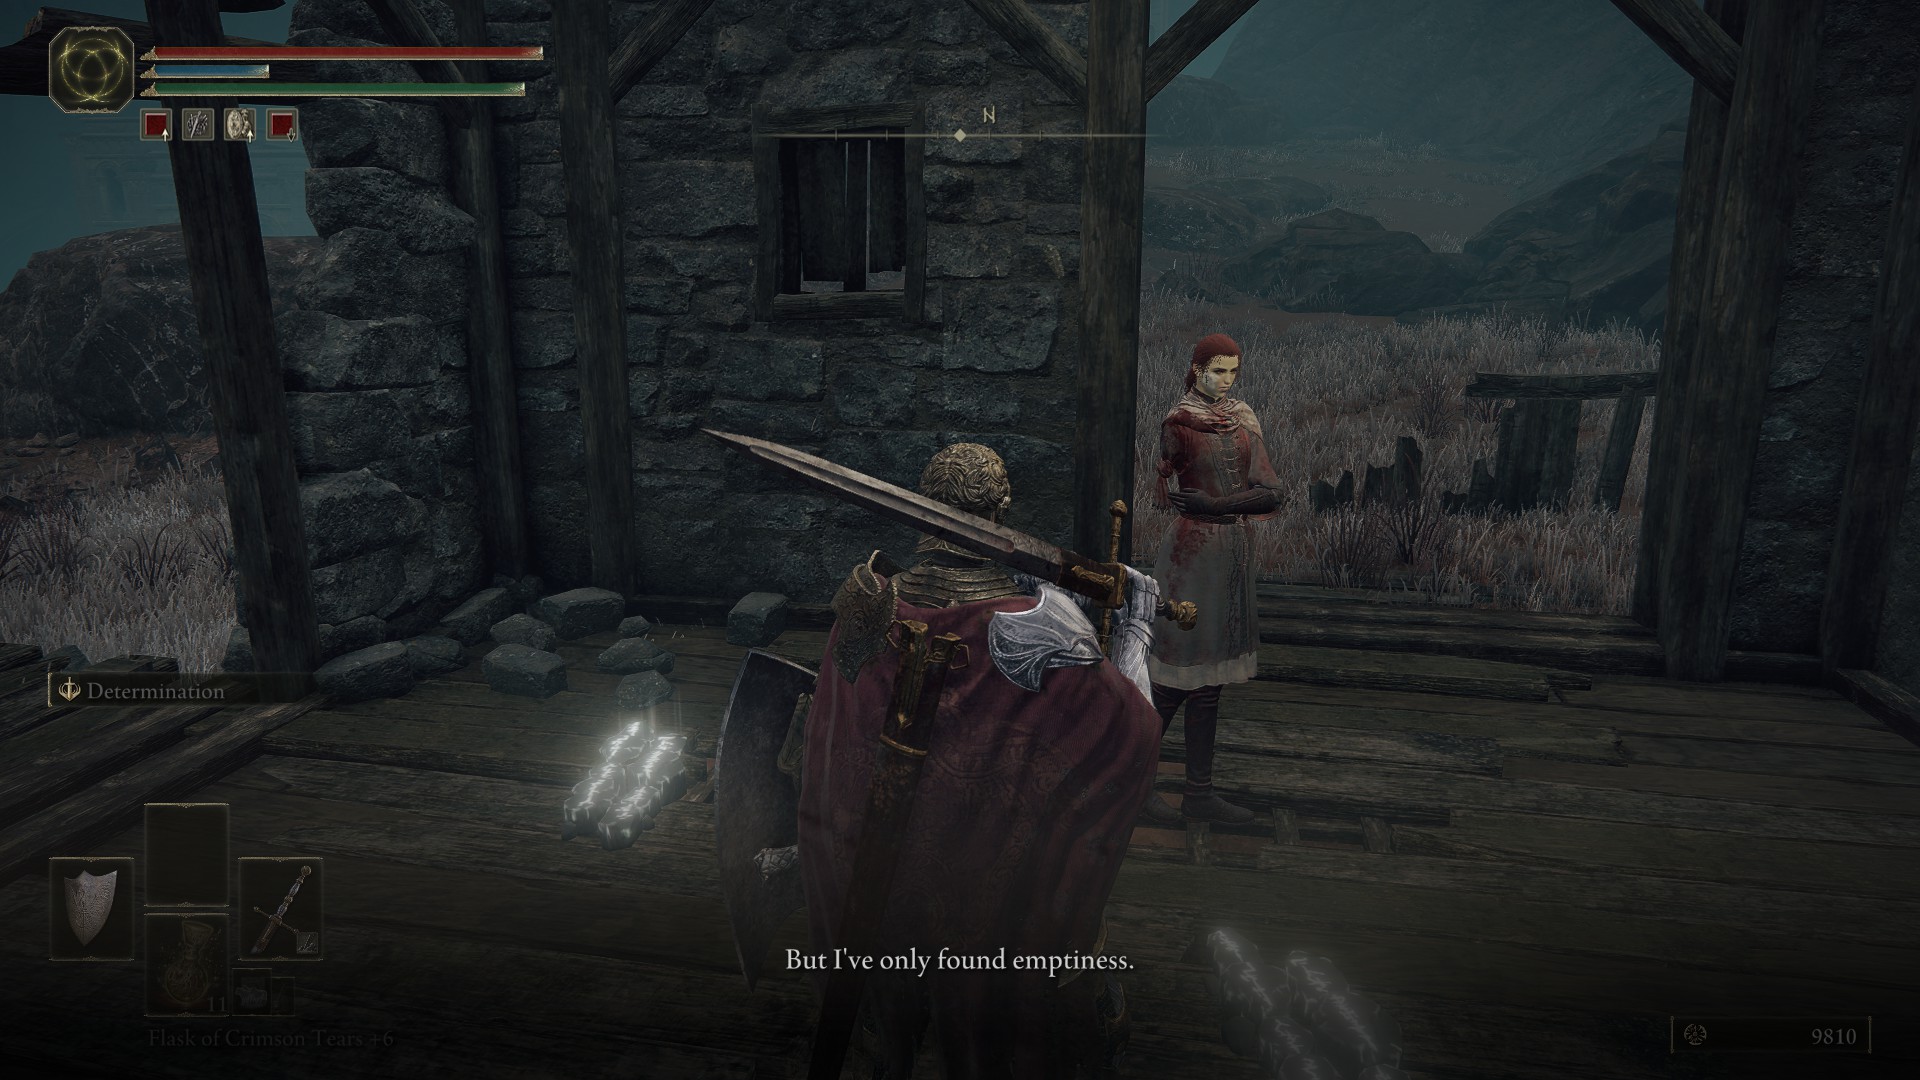 N
Determination
But I've only found emptiness.
11
Flask of Crimson Tears +6
9810